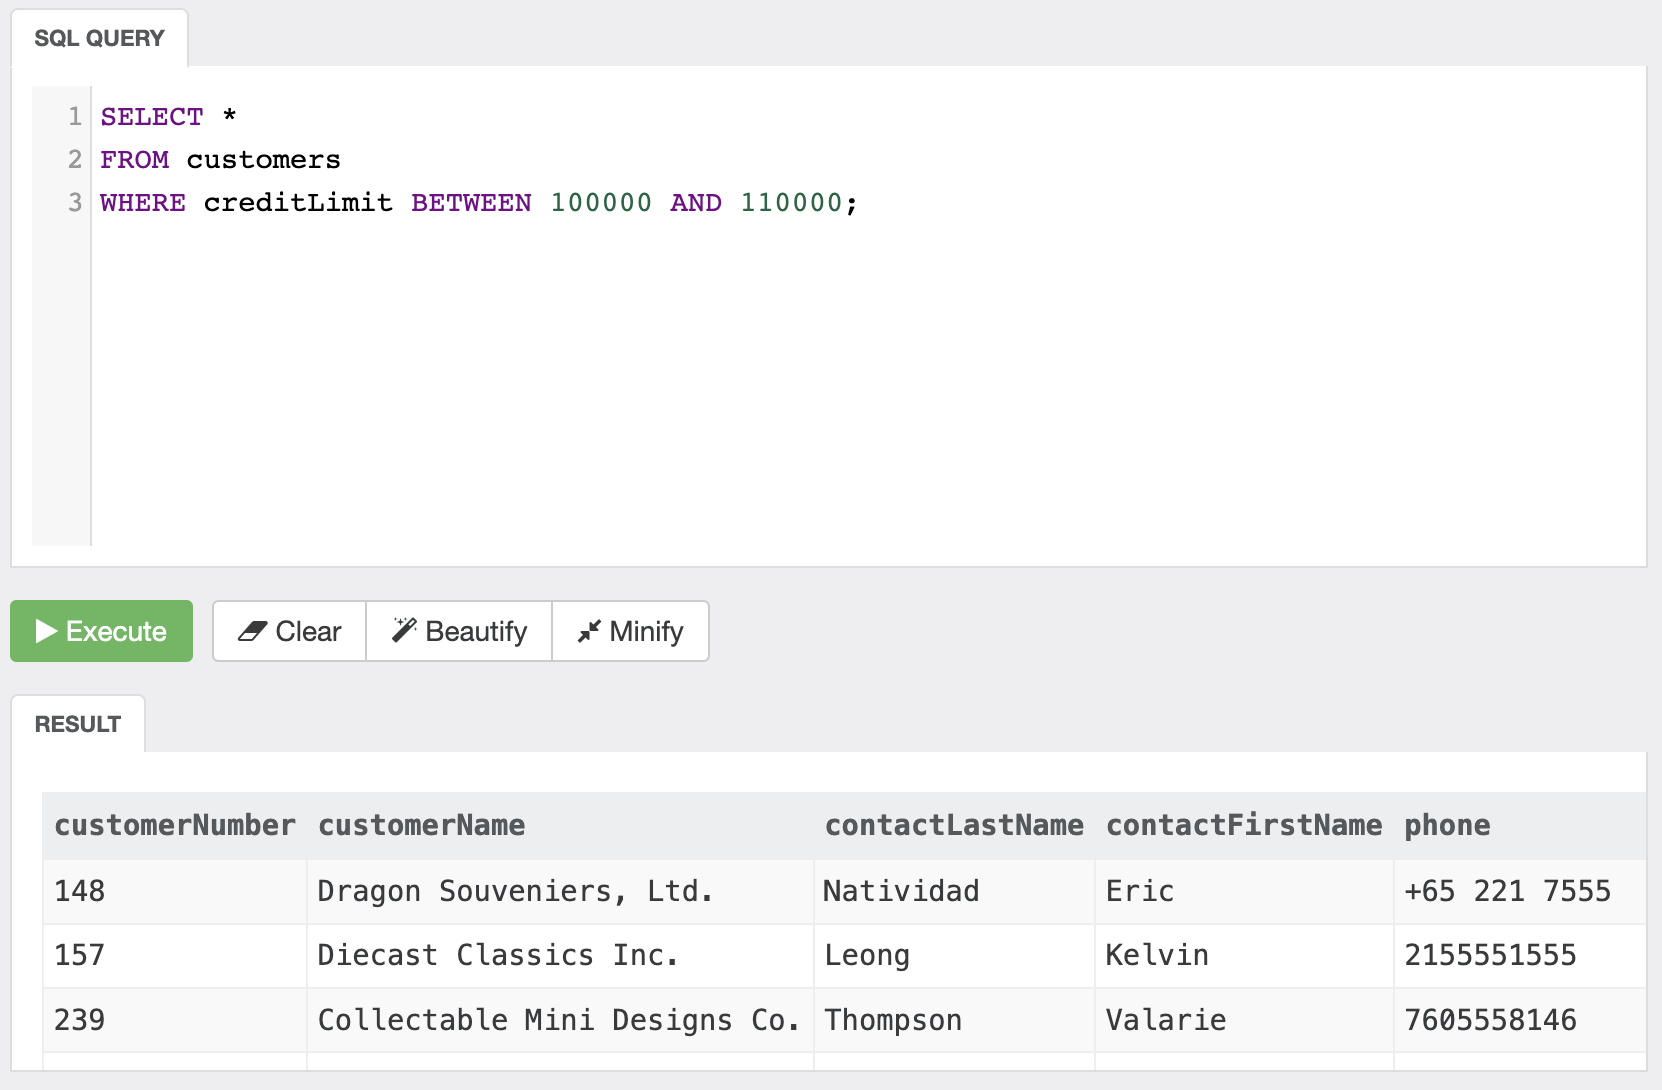 SQL QUERY
1 SELECT *
2 FROM customers
3 WHERE creditLimit BETWEEN 100000 AND 110000;
Execute Clear Beautify Minify
RESULT
customerNumber customerName contactLastName contactFirstName phone
148 Dragon Souveniers, Ltd. Natividad Eric +65 221 7555
157 Diecast Classics Inc. Leong Kelvin 2155551555
239 Collectable Mini Designs Co. Thompson Valarie 7605558146